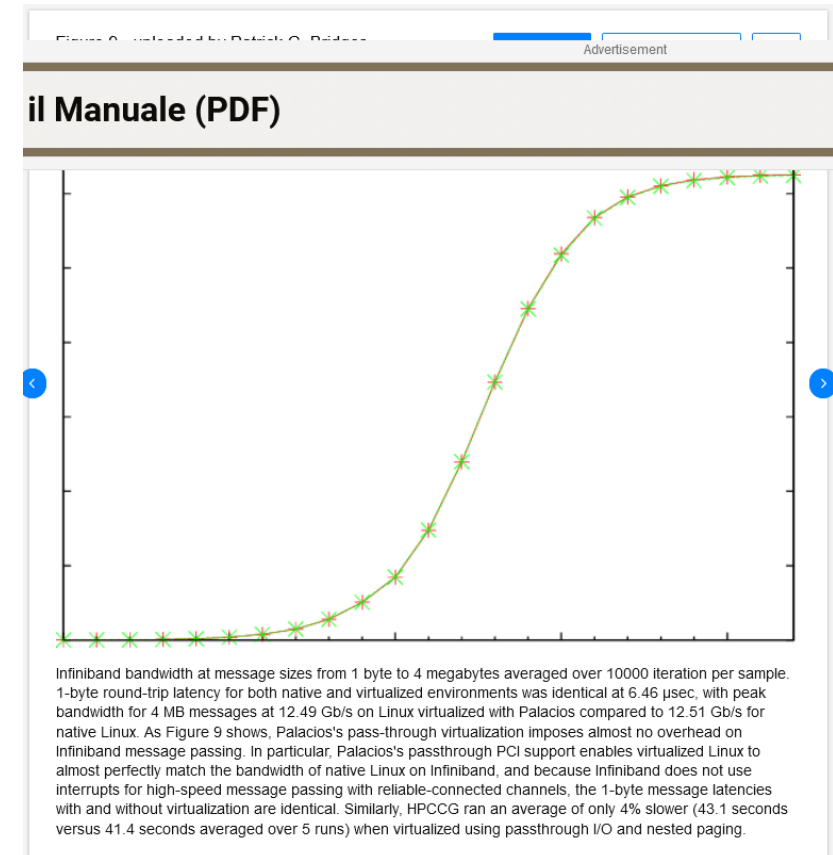 Figure 9 - uploaded by Patrick G. Bridges
Advertisement
il Manuale (PDF)
Infiniband bandwidth at message sizes from 1 byte to 4 megabytes averaged over 10000 iteration per sample.
1-byte round-trip latency for both native and virtualized environments was identical at 6.46 µsec, with peak
bandwidth for 4 MB messages at 12.49 Gb/s on Linux virtualized with Palacios compared to 12.51 Gb/s for
native Linux. As Figure 9 shows, Palacios's pass-through virtualization imposes almost no overhead on
Infiniband message passing. In particular, Palacios's passthrough PCI support enables virtualized Linux to
almost perfectly match the bandwidth of native Linux on Infiniband, and because Infiniband does not use
interrupts for high-speed message passing with reliable-connected channels, the 1-byte message latencies
with and without virtualization are identical. Similarly, HPCCG ran an average of only 4% slower (43.1 seconds
versus 41.4 seconds averaged over 5 runs) when virtualized using passthrough I/O and nested paging.